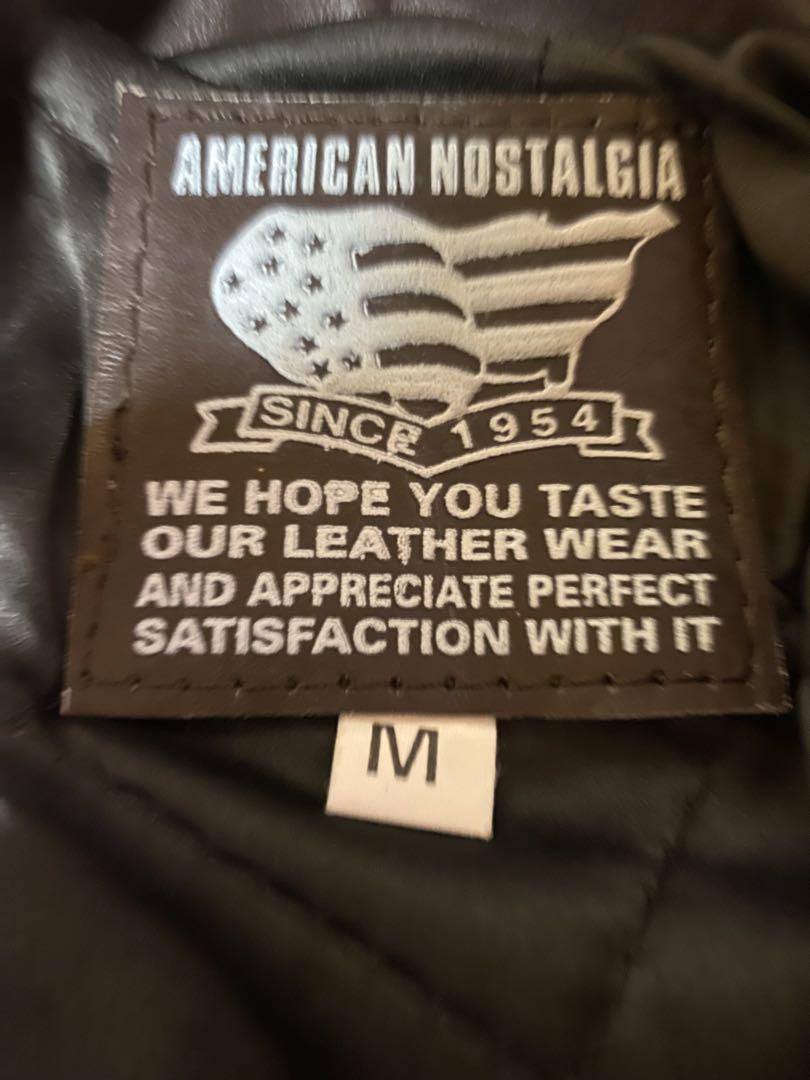 AMERICAN NOSTALGIA
SINCE 1954
WE HOPE YOU TASTE
OUR LEATHER WEAR
AND APPRECIATE PERFECT
SATISFACTION WITH IT
M